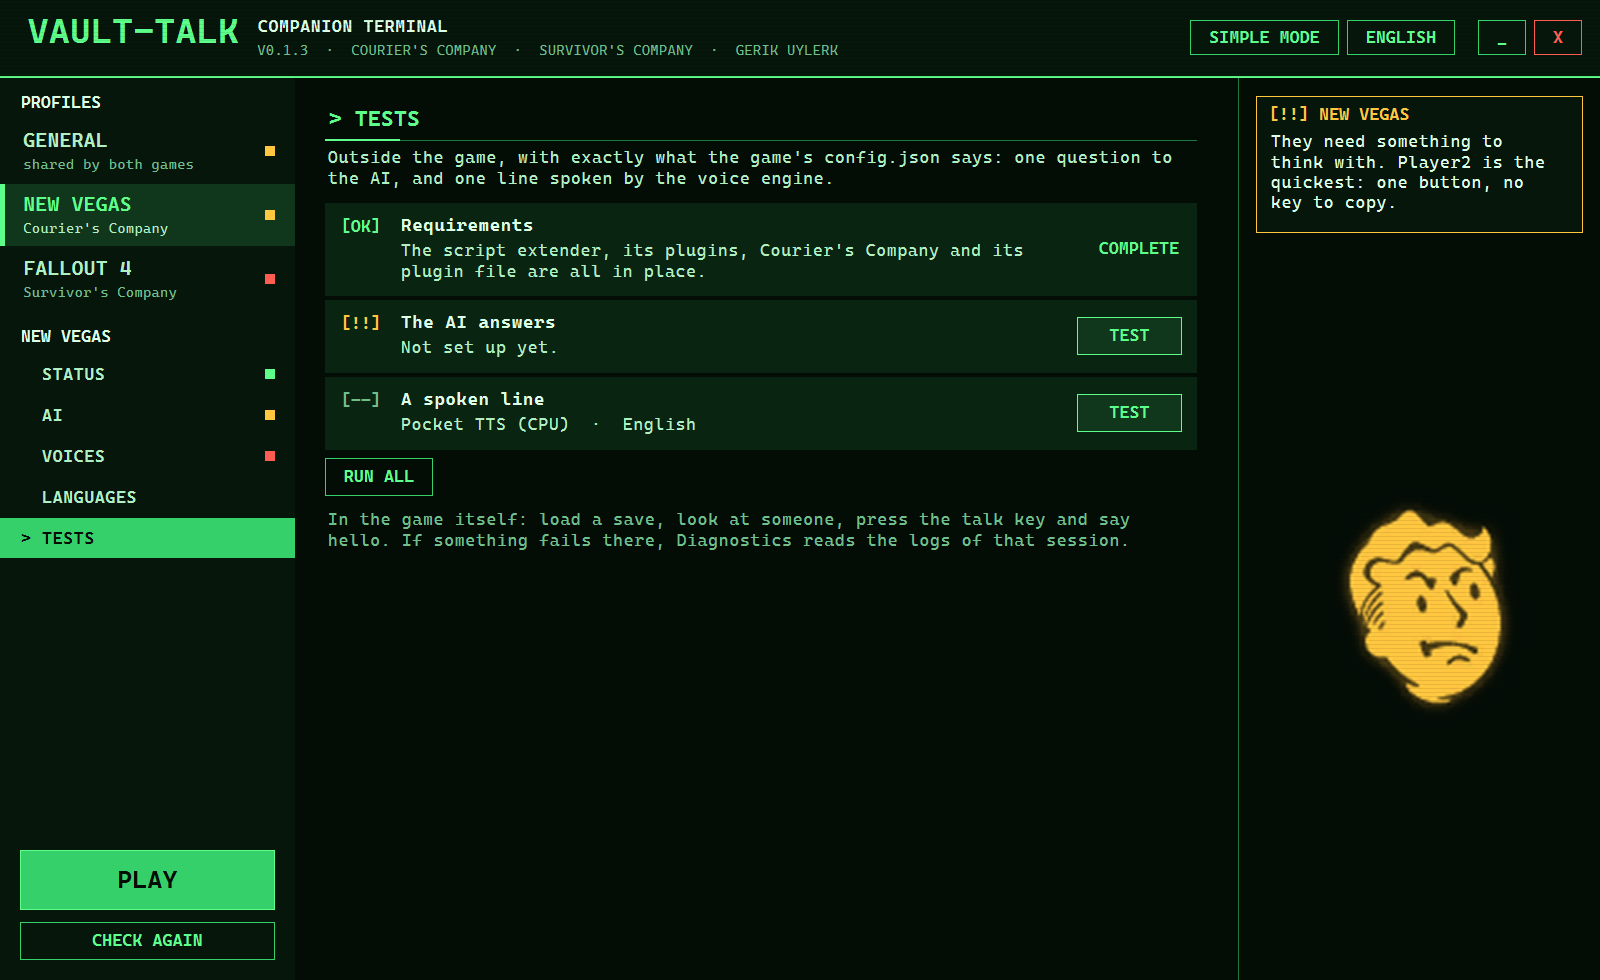 VAULT-TALK
COMPANION TERMINAL
V0.1.3 · COURIER'S COMPANY · SURVIVOR'S COMPANY · GERIK UYLERK
SIMPLE MODE
ENGLISH
_
X
PROFILES
GENERAL
shared by both games
NEW VEGAS
Courier's Company
FALLOUT 4
Survivor's Company
NEW VEGAS
STATUS
AI
VOICES
LANGUAGES
> TESTS
PLAY
CHECK AGAIN
> TESTS
Outside the game, with exactly what the game's config.json says: one question to
the AI, and one line spoken by the voice engine.
[OK] Requirements
The script extender, its plugins, Courier's Company and its
plugin file are all in place.
COMPLETE
[!!] The AI answers
Not set up yet.
TEST
[--] A spoken line
Pocket TTS (CPU) · English
TEST
RUN ALL
In the game itself: load a save, look at someone, press the talk key and say
hello. If something fails there, Diagnostics reads the logs of that session.
[!!] NEW VEGAS
They need something to
think with. Player2 is the
quickest: one button, no
key to copy.